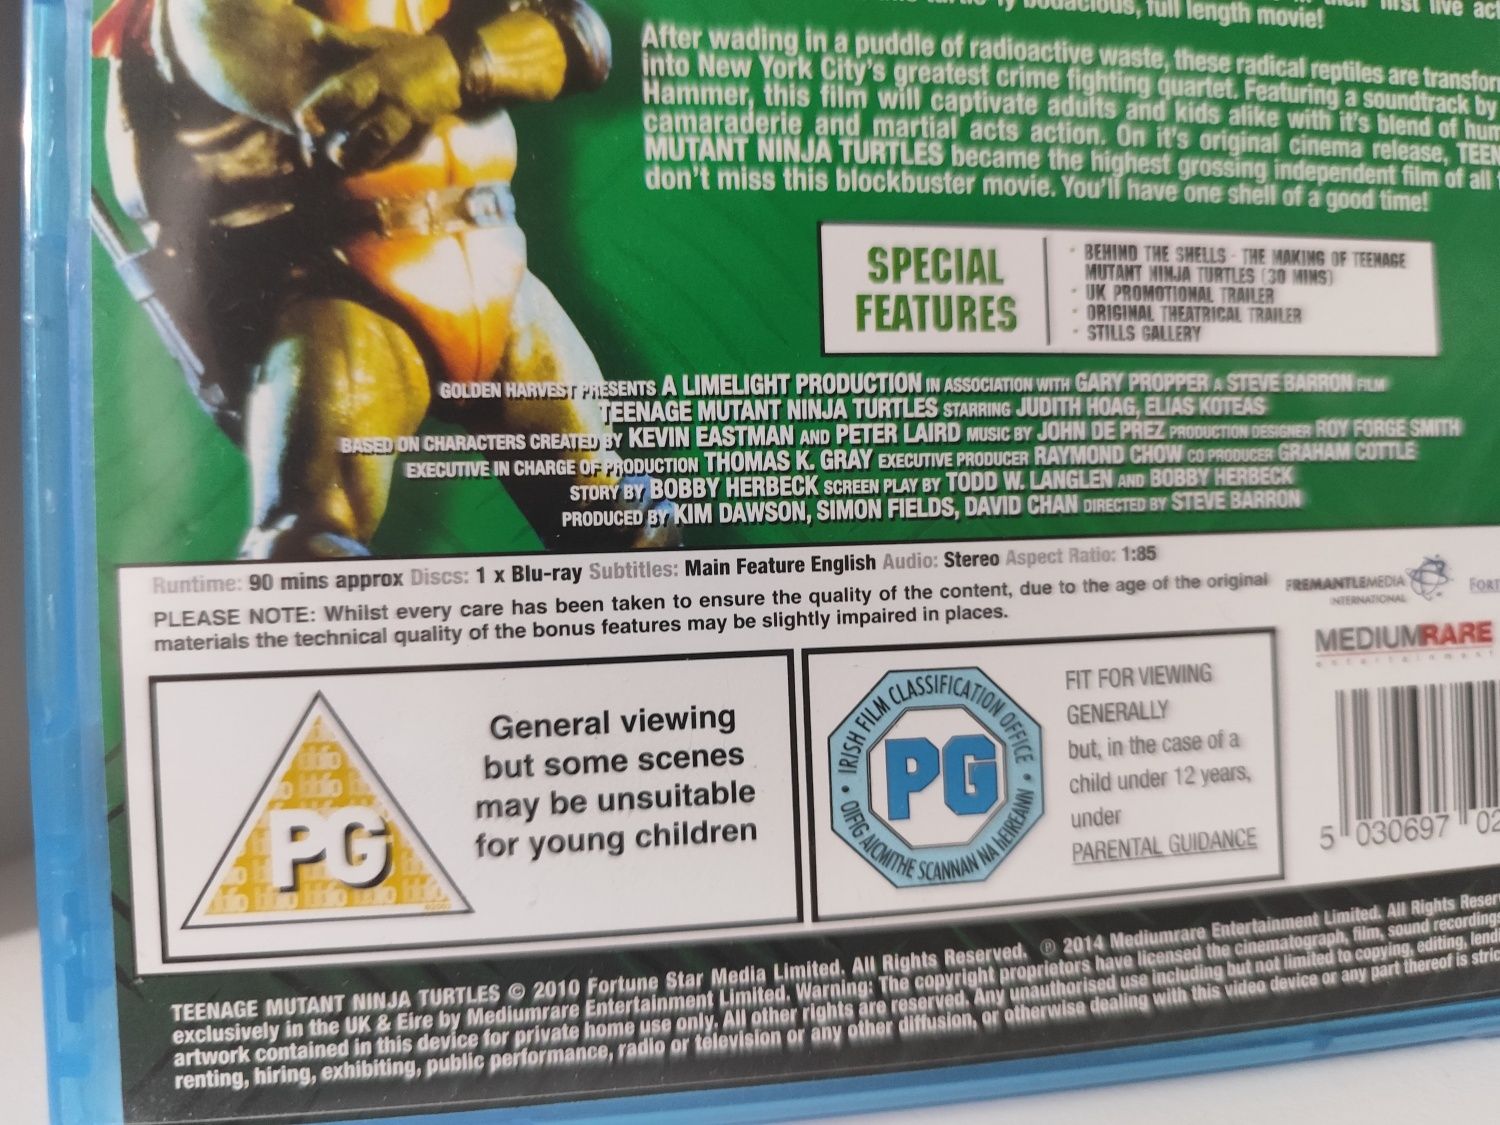 first live
bodacious, full length movie!
After wading in a puddle of radioactive waste, these radical reptiles are
into New York City's greatest crime fighting quartet. Featuring a soundtrack by
Hammer, this film will captivate adults and kids alike with it's blend of
camaraderie and martial acts action. On it's original cinema release,
MUTANT NINJA TURTLES became the highest grossing independent film of all
don't miss this blockbuster movie. You'll have one shell of a good time!
SPECIAL
FEATURES
· BEHIND THE SHELLS - THE MAKING OF TEENAGE
MUTANT NINJA TURTLES (30 MINS)
· UK PROMOTIONAL TRAILER
· ORIGINAL THEATRICAL TRAILER
· STILLS GALLERY
GOLDEN HARVEST PRESENTS A LIMELIGHT PRODUCTION IN ASSOCIATION WITH GARY PROPPER A STEVE BARRON FILM
TEENAGE MUTANT NINJA TURTLES STARRING JUDITH HOAG, ELIAS KOTEAS
BASED ON CHARACTERS CREATED BY KEVIN EASTMAN AND PETER LAIRD MUSIC BY JOHN DE PREZ PRODUCTION DESIGNER ROY FORGE SMITH
EXECUTIVE IN CHARGE OF PRODUCTION THOMAS K. GRAY EXECUTIVE PRODUCER RAYMOND CHOW CO PRODUCER GRAHAM COTTLE
STORY BY BOBBY HERBECK SCREEN PLAY BY TODD W. LANGLEN AND BOBBY HERBECK
PRODUCED BY KIM DAWSON, SIMON FIELDS, DAVID CHAN DIRECTED BY STEVE BARRON
Runtime: 90 mins approx Discs: 1 x Blu-ray Subtitles: Main Feature English Audio: Stereo Aspect Ratio: 1:85
PLEASE NOTE: Whilst every care has been taken to ensure the quality of the content, due to the age of the original
materials the technical quality of the bonus features may be slightly impaired in places.
FREMANTLEMEDIA
INTERNATIONAL
FORT
MEDIUMRARE
entertainment
PG
General viewing
but some scenes
may be unsuitable
for young children
IRISH FILM CLASSIFICATION OFFICE
PG
OIFIG AICMITHE SCANNÁN NA hÉIREANN
FIT FOR VIEWING
GENERALLY
but, in the case of a
child under 12 years,
under
PARENTAL GUIDANCE
5 030697 02
TEENAGE MUTANT NINJA TURTLES © 2010 Fortune Star Media Limited. All Rights Reserved. ℗ 2014 Mediumrare Entertainment Limited. All Rights
exclusively in the UK & Eire by Mediumrare Entertainment Limited. Warning: The copyright proprietors have licensed the cinematograph, film, sound recordings
artwork contained in this device for private home use only. All other rights are reserved. Any unauthorised use including but not limited to copying, editing,
renting, hiring, exhibiting, public performance, radio or television or any other diffusion, or otherwise dealing with this video device or any part thereof is